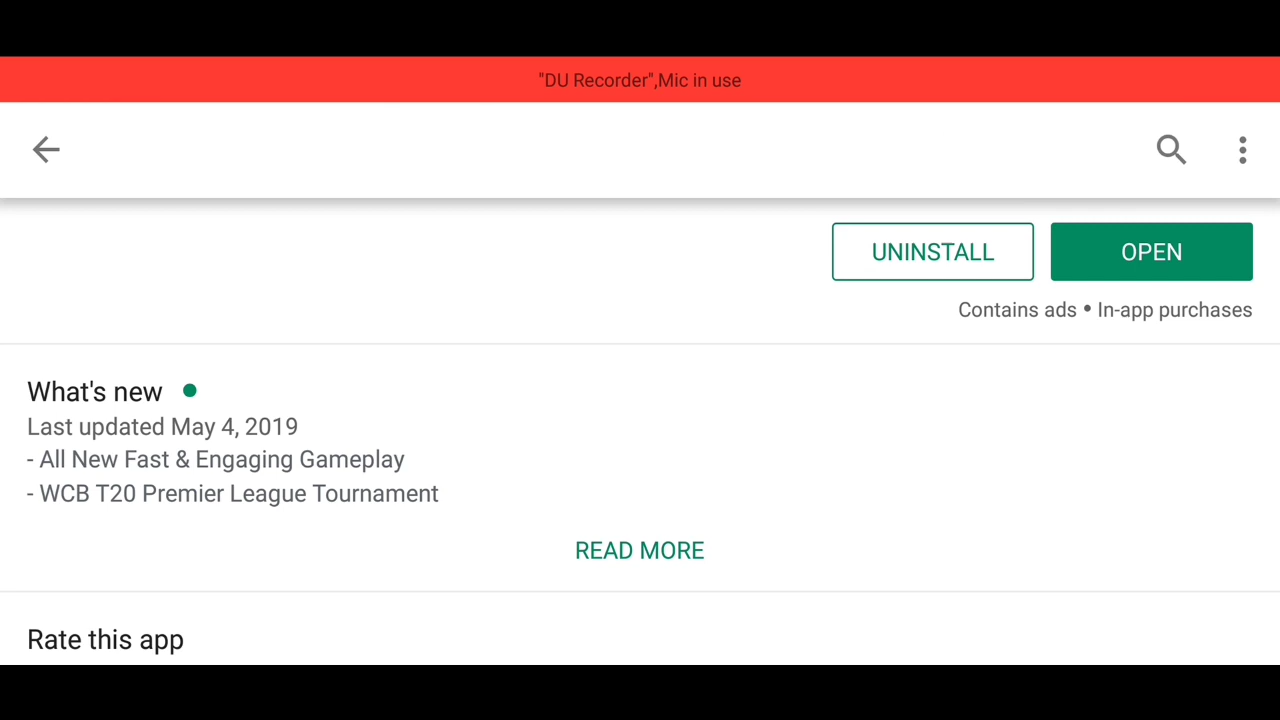 "DU Recorder",Mic in use
UNINSTALL
OPEN
Contains ads • In-app purchases
What's new
Last updated May 4, 2019
- All New Fast & Engaging Gameplay
- WCB T20 Premier League Tournament
READ MORE
Rate this app